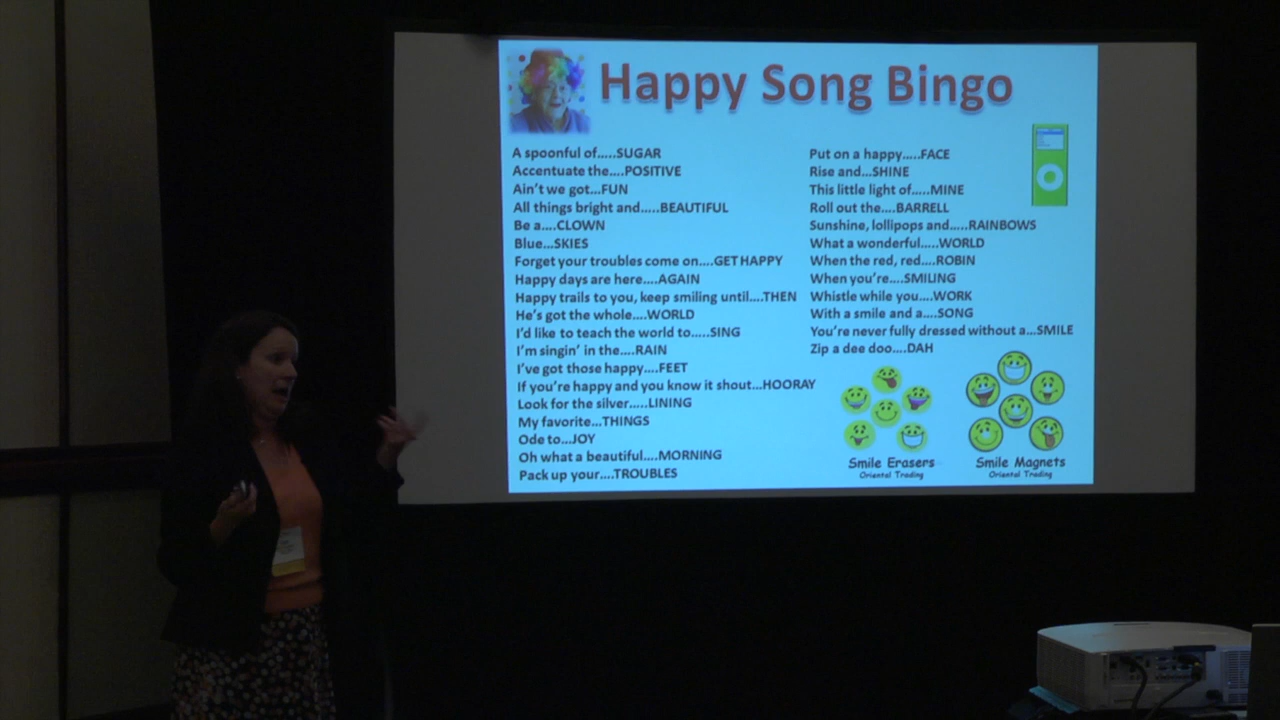 Happy Song Bingo
A spoonful of.....SUGAR
Accentuate the....POSITIVE
Ain't we got...FUN
All things bright and.....BEAUTIFUL
Be a....CLOWN
Blue...SKIES
Forget your troubles come on....GET HAPPY
Happy days are here....AGAIN
Happy trails to you, keep smiling until....THEN
He's got the whole....WORLD
I'd like to teach the world to.....SING
I'm singin' in the....RAIN
I've got those happy....FEET
If you're happy and you know it shout...HOORAY
Look for the silver.....LINING
My favorite...THINGS
Ode to...JOY
Oh what a beautiful....MORNING
Pack up your....TROUBLES
Put on a happy.....FACE
Rise and...SHINE
This little light of.....MINE
Roll out the....BARRELL
Sunshine, lollipops and.....RAINBOWS
What a wonderful.....WORLD
When the red, red....ROBIN
When you're....SMILING
Whistle while you....WORK
With a smile and a....SONG
You're never fully dressed without a...SMILE
Zip a dee doo....DAH
Smile Erasers
Oriental Trading
Smile Magnets
Oriental Trading